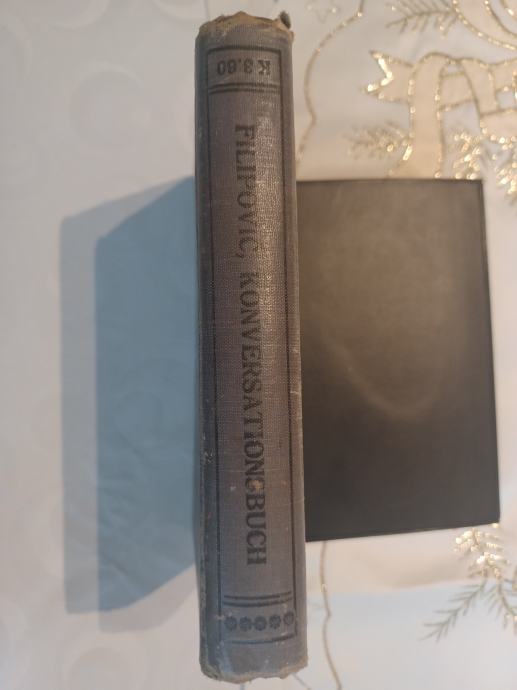 K 3.60
FILIPOVIĆ, KONVERSATIONSBUCH